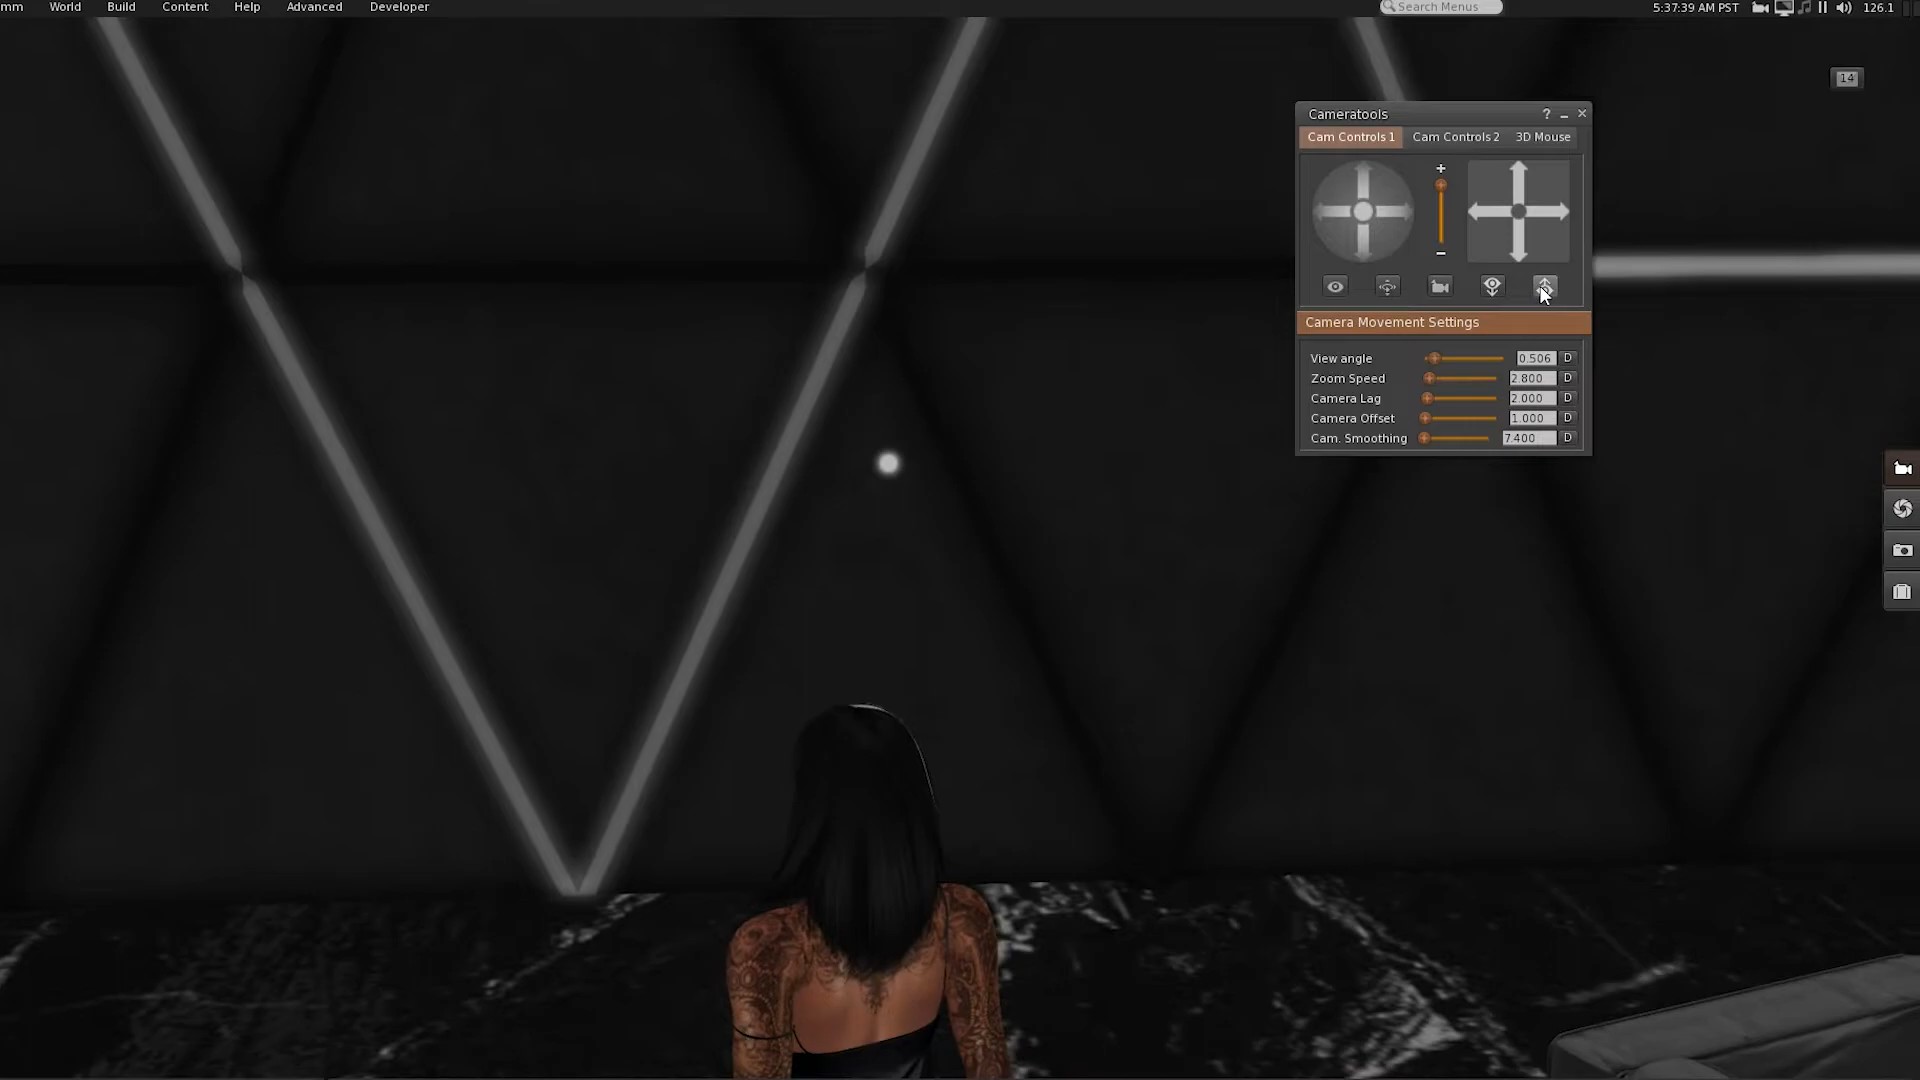 mm World Build Content Help Advanced Developer Search Menus 5:37:39 AM PST 126.1
14
Cameratools ?
Cam Controls 1 Cam Controls 2 3D Mouse
+
−
Camera Movement Settings
View angle 0.506 D
Zoom Speed 2.800 D
Camera Lag 2.000 D
Camera Offset 1.000 D
Cam. Smoothing 7.400 D